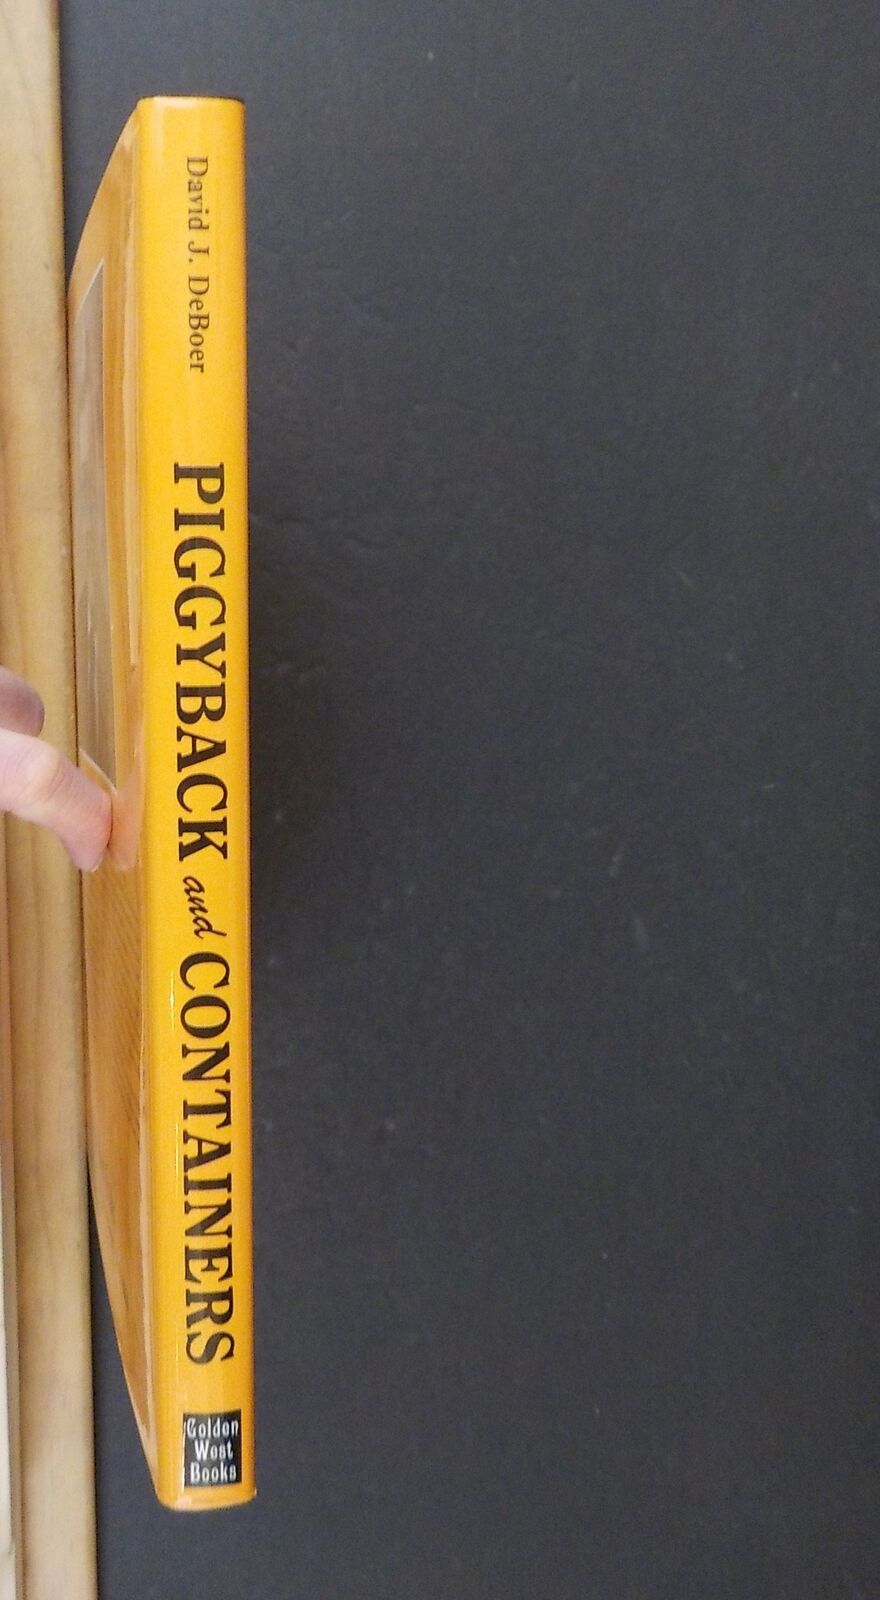 David J. DeBoer
PIGGYBACK and CONTAINERS
Golden
West
Books